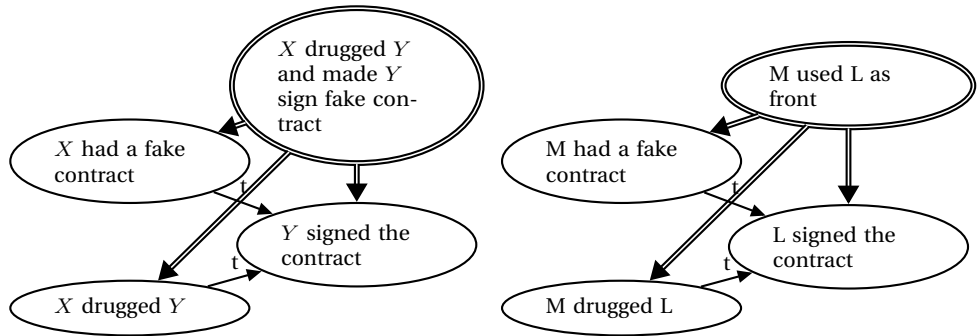 X drugged Y
and made Y
sign fake con-
tract
X had a fake
contract
t
Y signed the
contract
t
X drugged Y
M used L as
front
M had a fake
contract
t
L signed the
contract
t
M drugged L